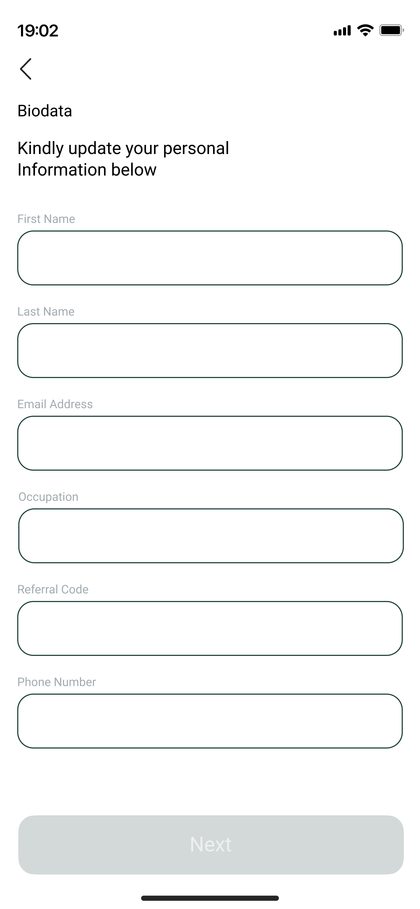 19:02
Biodata
Kindly update your personal
Information below
First Name
Last Name
Email Address
Occupation
Referral Code
Phone Number
Next